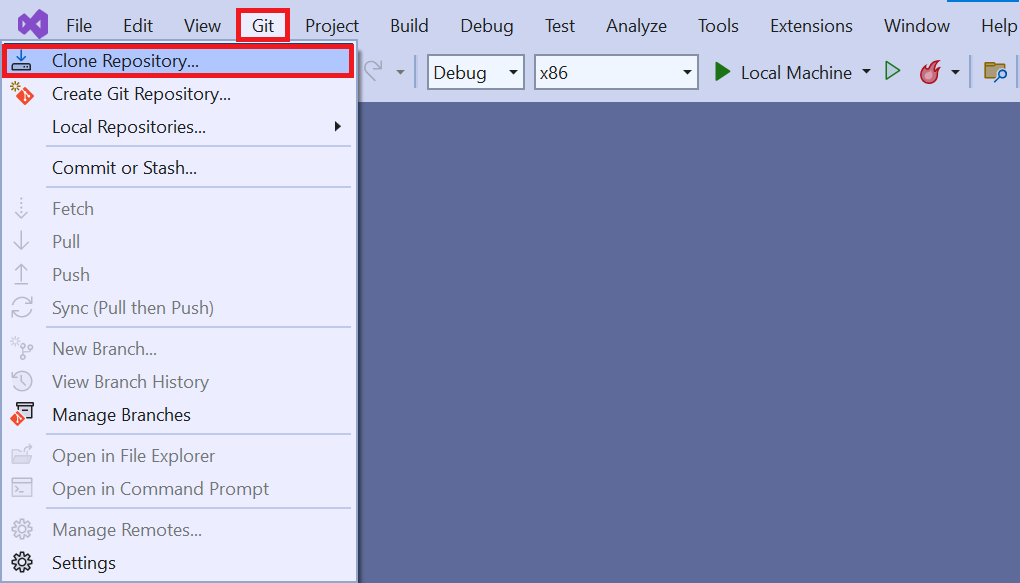 File Edit View Git Project Build Debug Test Analyze Tools Extensions Window Help
Debug x86 Local Machine
Clone Repository...
Create Git Repository...
Local Repositories...
Commit or Stash...
Fetch
Pull
Push
Sync (Pull then Push)
New Branch...
View Branch History
Manage Branches
Open in File Explorer
Open in Command Prompt
Manage Remotes...
Settings